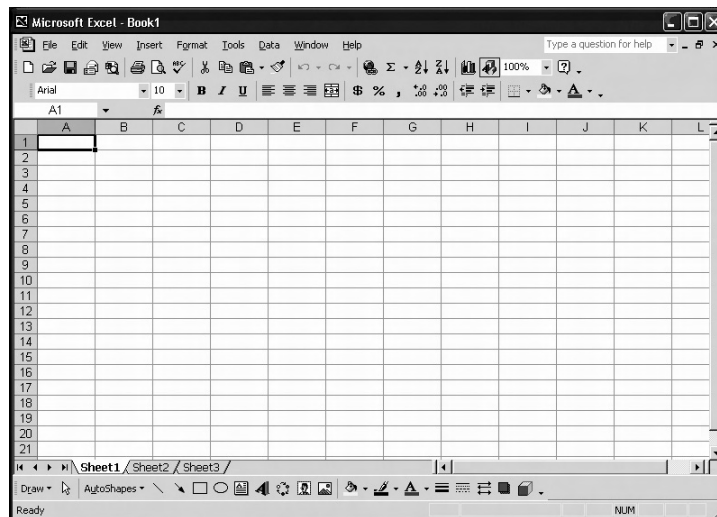 Microsoft Excel - Book1
File Edit View Insert Format Tools Data Window Help Type a question for help
100%
Arial 10 B I U $ % ,
A1 fx
A B C D E F G H I J K L
1
2
3
4
5
6
7
8
9
10
11
12
13
14
15
16
17
18
19
20
21
Sheet1 Sheet2 Sheet3
Draw AutoShapes
Ready NUM